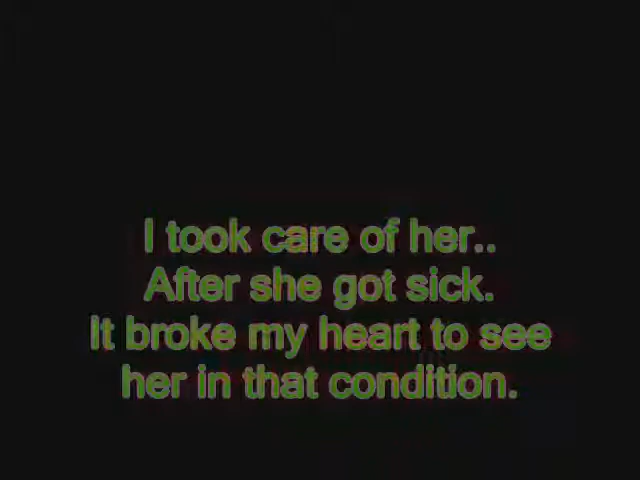 I took care of her..
After she got sick.
It broke my heart to see
her in that condition.